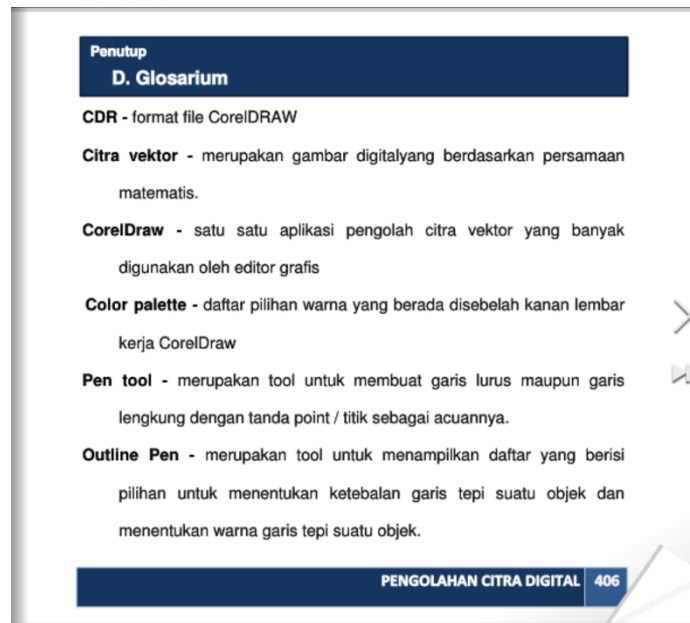 Penutup
D. Glosarium
CDR - format file CorelDRAW
Citra vektor - merupakan gambar digitalyang berdasarkan persamaan
matematis.
CorelDraw - satu satu aplikasi pengolah citra vektor yang banyak
digunakan oleh editor grafis
Color palette - daftar pilihan warna yang berada disebelah kanan lembar
kerja CorelDraw
Pen tool - merupakan tool untuk membuat garis lurus maupun garis
lengkung dengan tanda point / titik sebagai acuannya.
Outline Pen - merupakan tool untuk menampilkan daftar yang berisi
pilihan untuk menentukan ketebalan garis tepi suatu objek dan
menentukan warna garis tepi suatu objek.
PENGOLAHAN CITRA DIGITAL 406